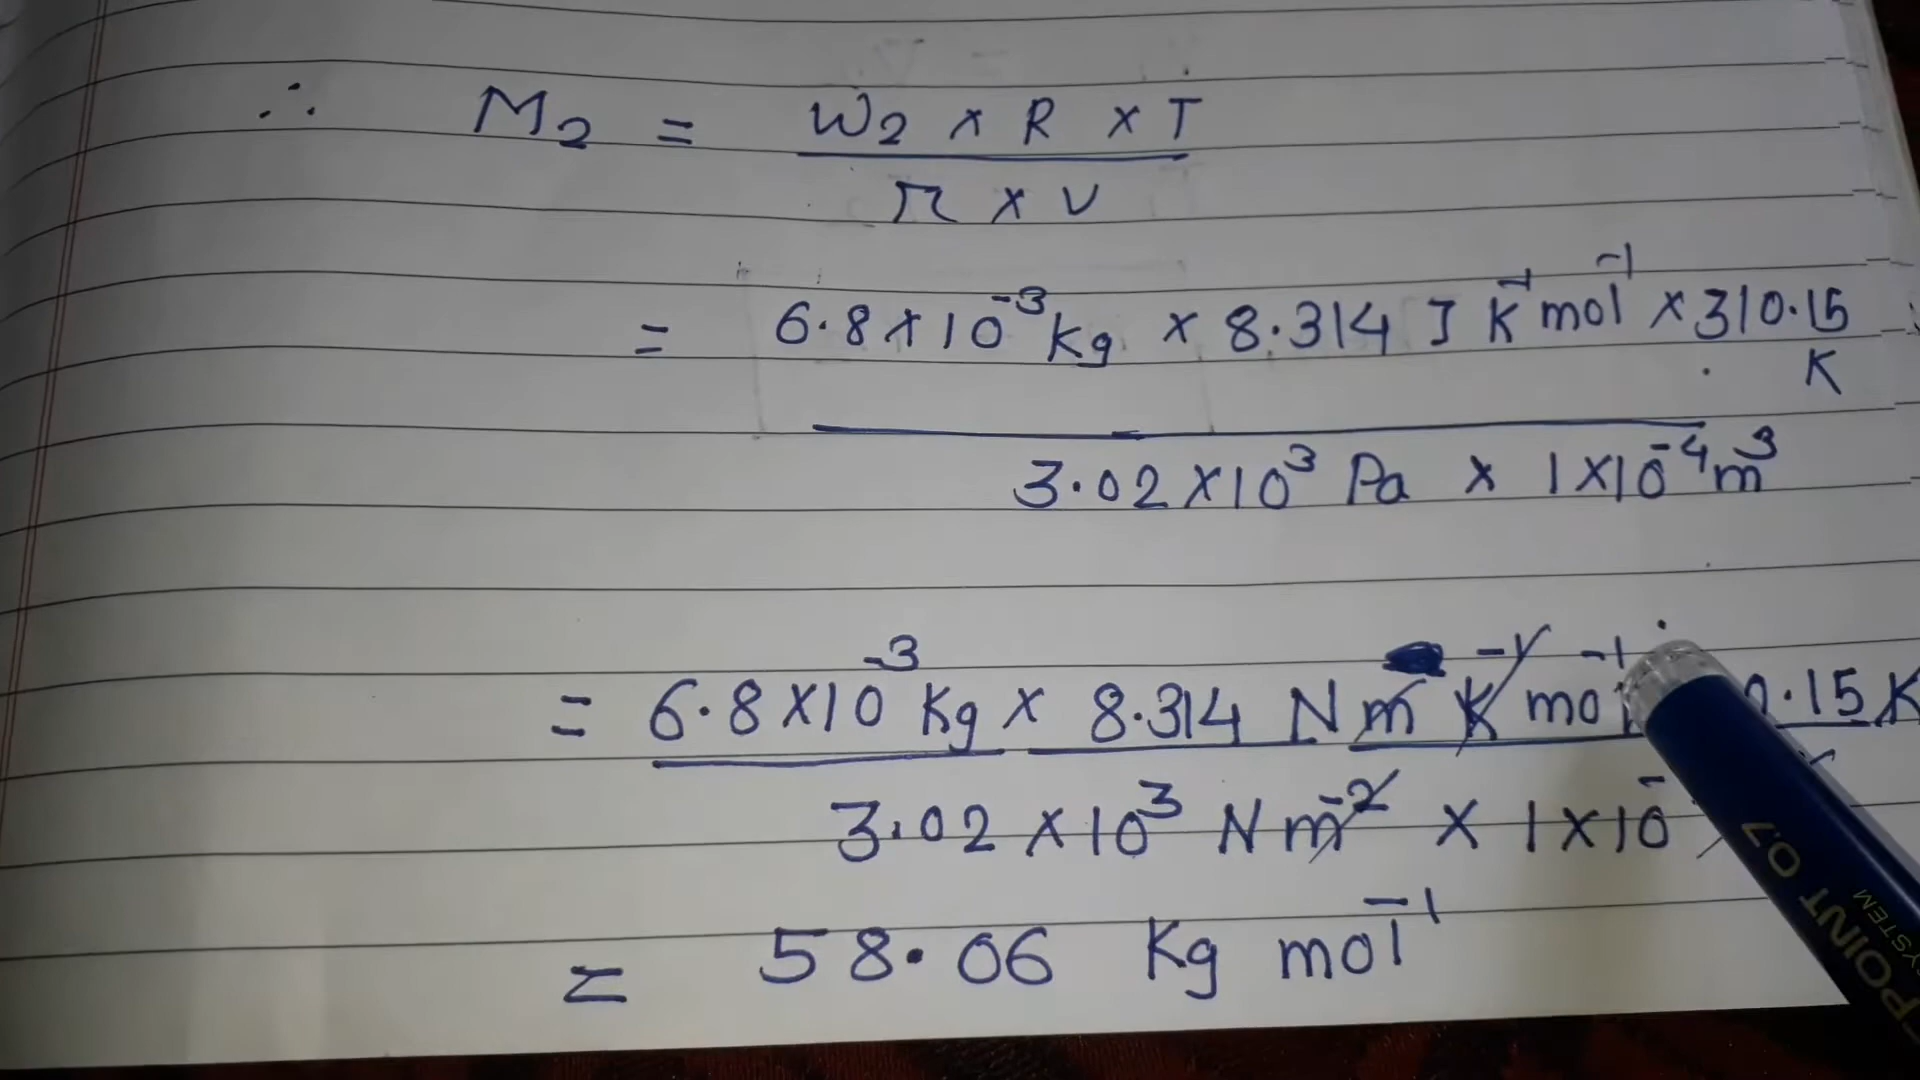 ∴ M₂ = W₂ × R × T
π × V
= 6.8 × 10⁻³ Kg × 8.314 J K⁻¹ mol⁻¹ × 310.15
K
3.02 × 10³ Pa × 1 × 10⁻⁴ m³
= 6.8 × 10⁻³ Kg × 8.314 N m K⁻¹ mol⁻¹ .15 K
3.02 × 10³ N m⁻² × 1 × 10⁻
= 58.06 Kg mol⁻¹
POINT 0.7
SYSTEM